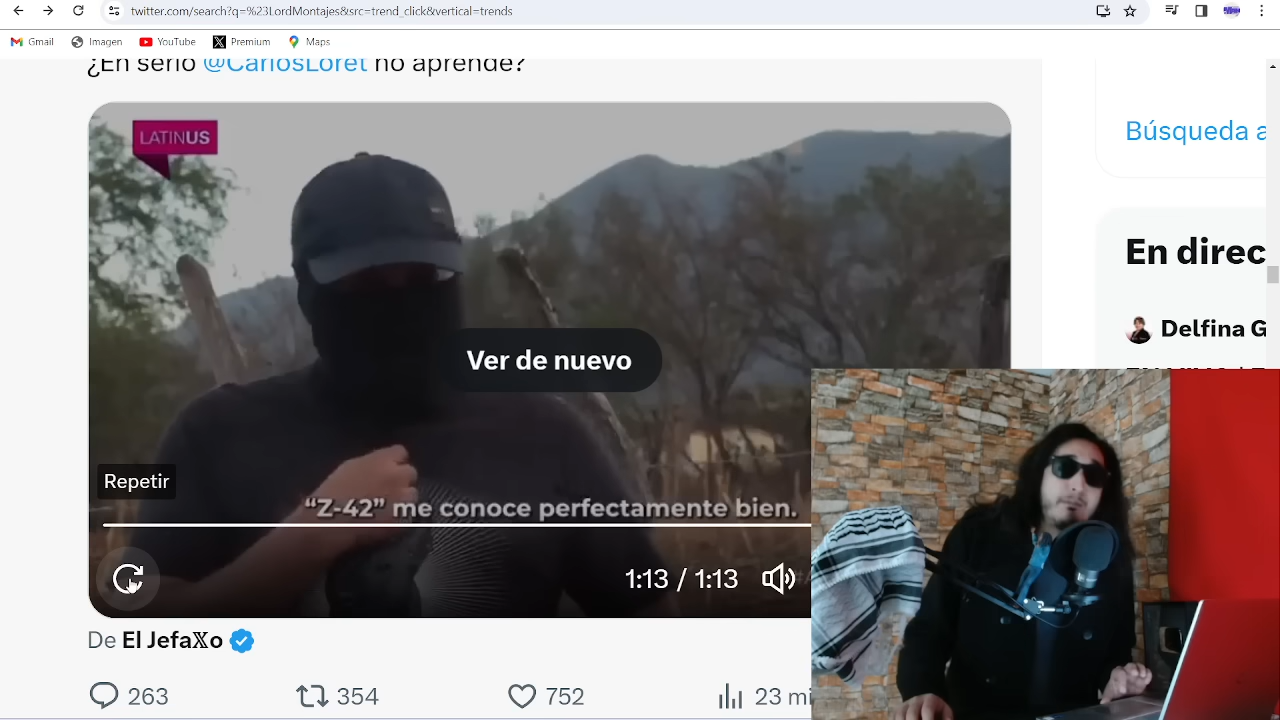 twitter.com/search?q=%23LordMontajes&src=trend_click&vertical=trends
Gmail
Imagen
YouTube
Premium
Maps
¿En serio @CarlosLoret no aprende?
LATINUS
Búsqueda a
En direc
Delfina G
Ver de nuevo
Repetir
“Z-42” me conoce perfectamente bien.
1:13 / 1:13
De El Jefa𝕏o
263
354
752
23 mi